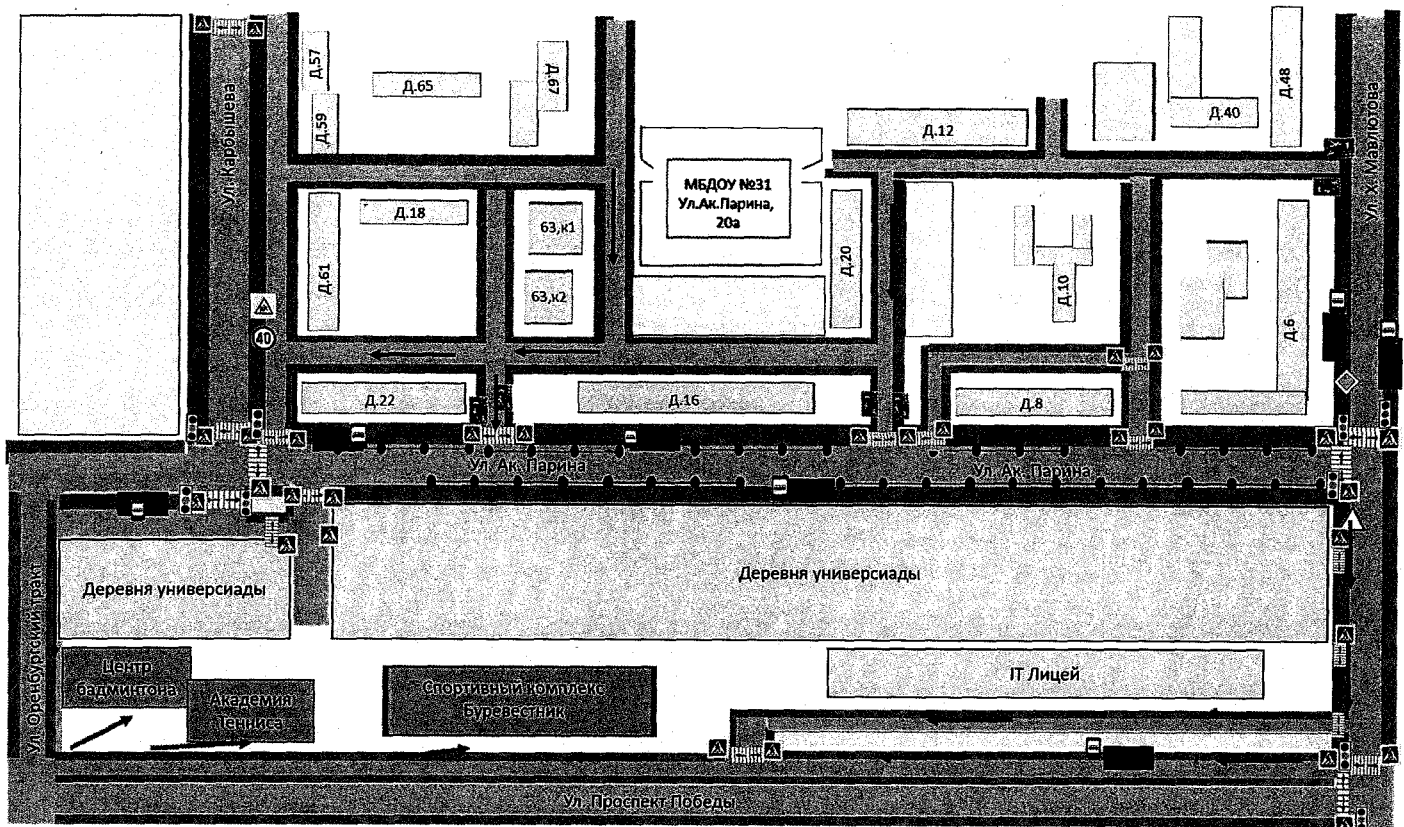 Д.57
Д.59
Д.65
Д.67
Ул. Карбышева
Д.12
Д.40
Д.48
Ул.Х. Мавлютова
МБДОУ №31
Ул.Ак.Парина,
20а
Д.18
Д.61
63,к1
63,к2
Д.20
Д.10
Д.6
40
Д.22
Д.16
Д.8
Ул. Ак. Парина
Ул. Ак. Парина
Деревня универсиады
Деревня универсиады
Ул. Оренбургский тракт
Центр
бадминтона
Академия
Тенниса
Спортивный комплекс
Буревестник
IT Лицей
Ул. Проспект Победы